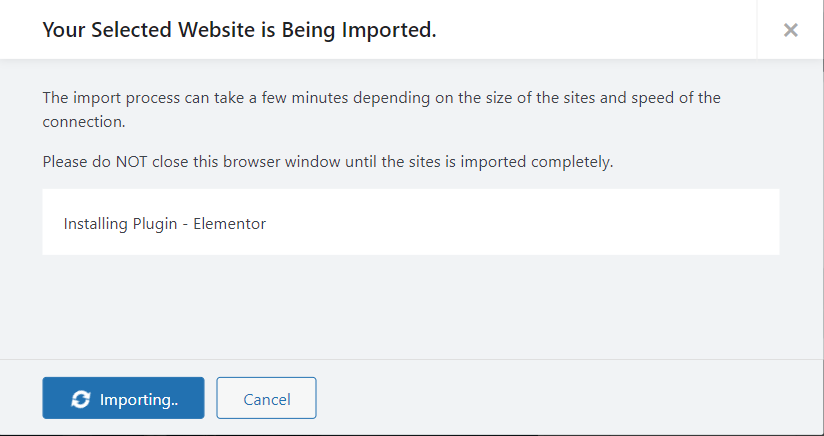 Your Selected Website is Being Imported.
The import process can take a few minutes depending on the size of the sites and speed of the
connection.
Please do NOT close this browser window until the sites is imported completely.
Installing Plugin - Elementor
Importing..
Cancel